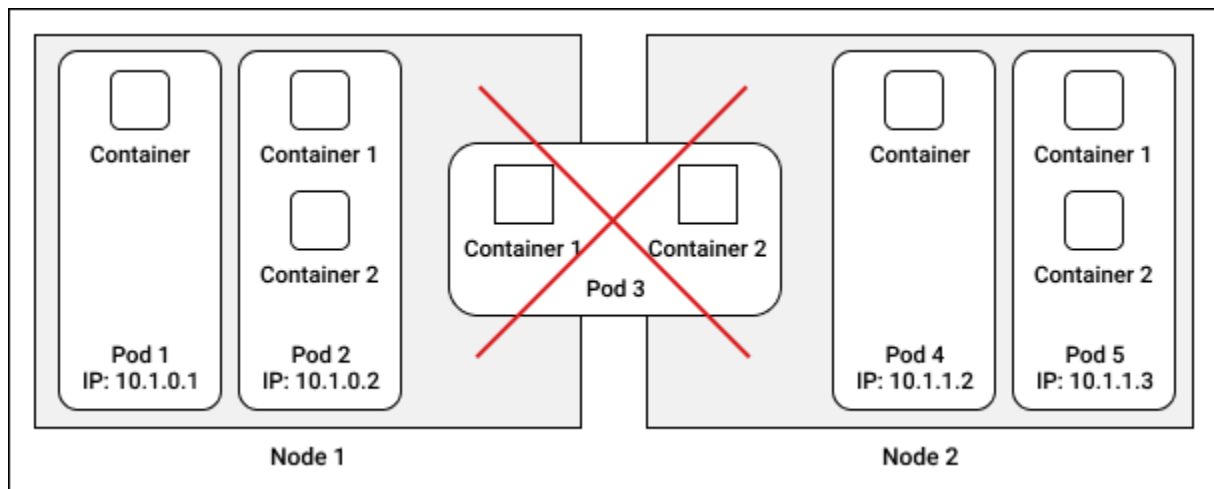 Container
Pod 1
IP: 10.1.0.1
Container 1
Container 2
Pod 2
IP: 10.1.0.2
Node 1
Container 1
Container 2
Pod 3
Container
Pod 4
IP: 10.1.1.2
Container 1
Container 2
Pod 5
IP: 10.1.1.3
Node 2